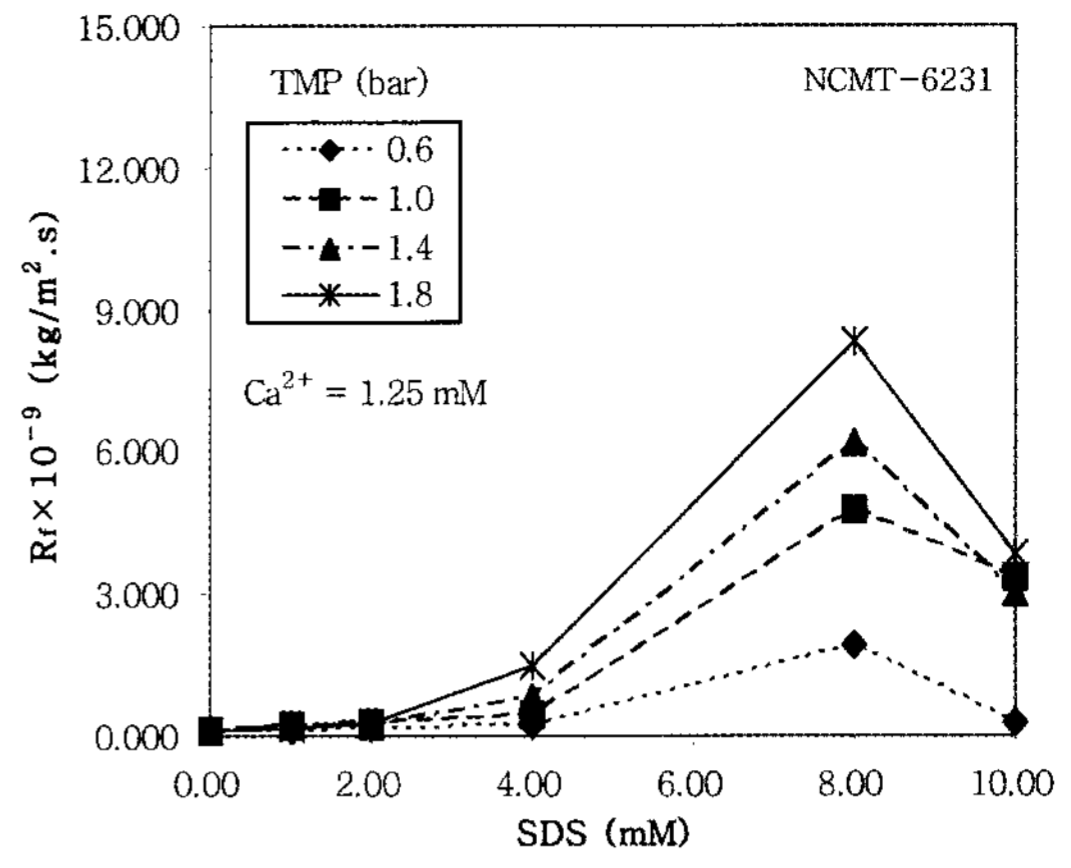 15.000
12.000
9.000
6.000
3.000
0.000
R_f×10⁻⁹ (kg/m².s)
TMP (bar)
0.6
1.0
1.4
1.8
NCMT-6231
Ca²⁺ = 1.25 mM
0.00 2.00 4.00 6.00 8.00 10.00
SDS (mM)